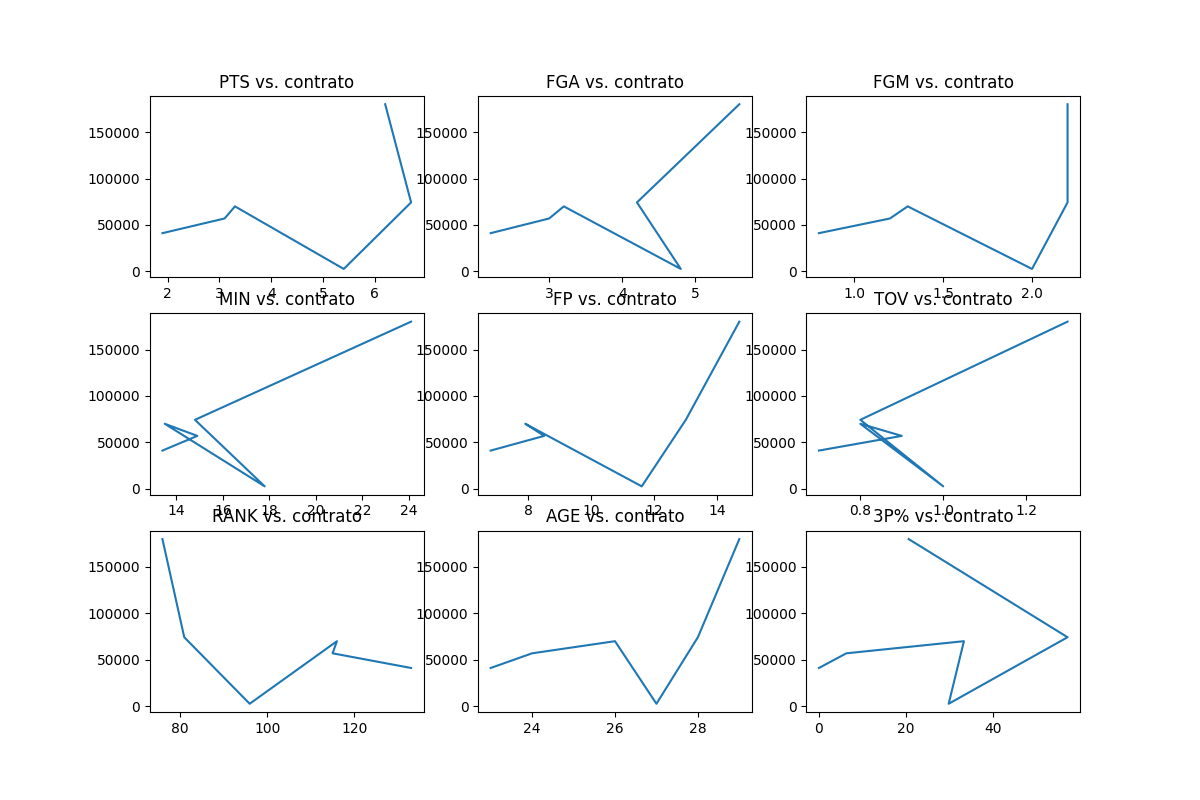 PTS vs. contrato
FGA vs. contrato
FGM vs. contrato
150000
100000
50000
0
2 3 4 5 6
150000
100000
50000
0
3 4 5
150000
100000
50000
0
1.0 1.5 2.0
MIN vs. contrato
FP vs. contrato
TOV vs. contrato
150000
100000
50000
0
14 16 18 20 22 24
150000
100000
50000
0
8 10 12 14
150000
100000
50000
0
0.8 1.0 1.2
RANK vs. contrato
AGE vs. contrato
3P% vs. contrato
150000
100000
50000
0
80 100 120
150000
100000
50000
0
24 26 28
150000
100000
50000
0
0 20 40